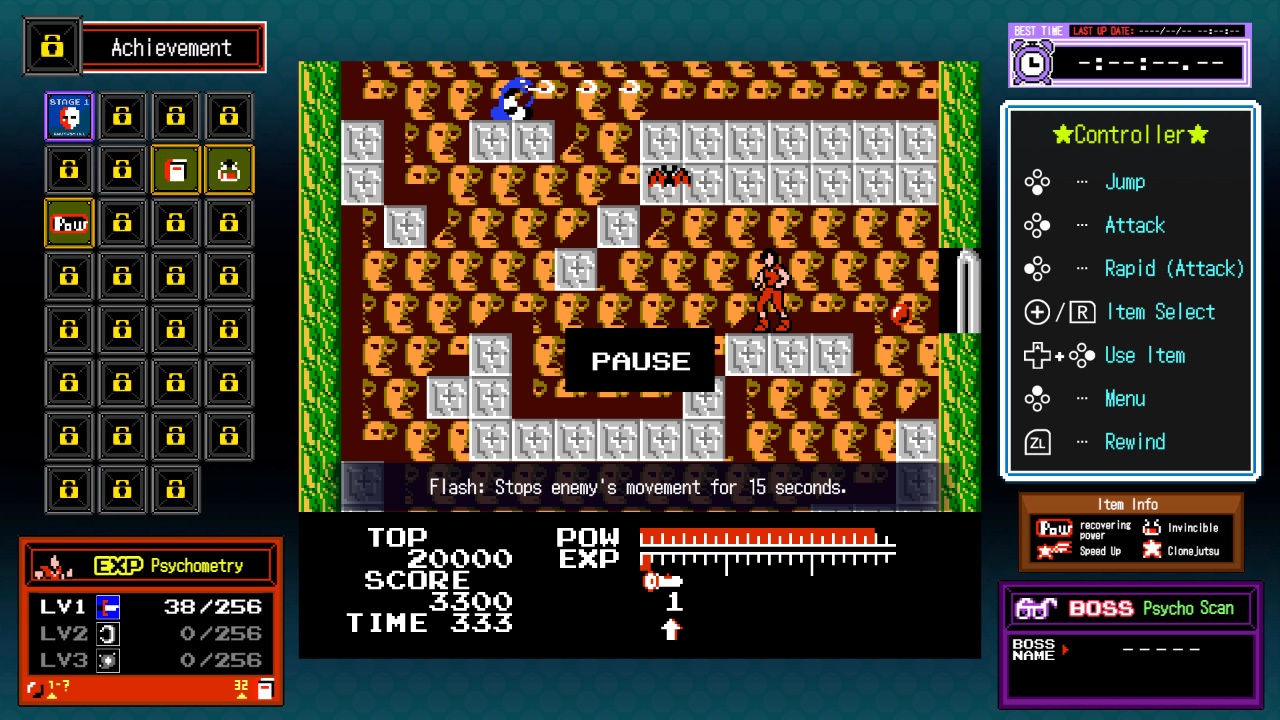 Achievement
STAGE 1
Pow
EXP Psychometry
LV1 38/256
LV2 0/256
LV3 0/256
1-?
32
PAUSE
Flash: Stops enemy's movement for 15 seconds.
TOP
20000
SCORE
3300
TIME 333
POW
EXP
1
BEST TIME LAST UP DATE: ----/--/-- --:--:--
-:--:--.--
★Controller★
… Jump
… Attack
… Rapid (Attack)
+/R Item Select
+ Use Item
… Menu
ZL … Rewind
Item Info
Pow recovering power
Invincible
Speed Up
Clonejutsu
BOSS Psycho Scan
BOSS NAME -----